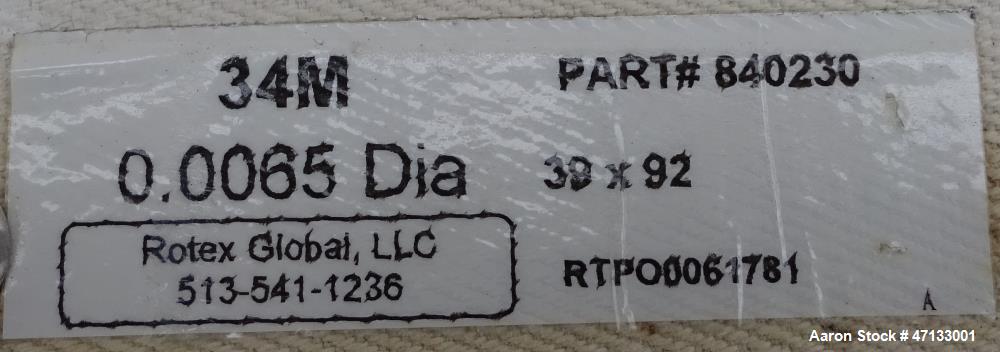 34M
PART# 840230
0.0065 Dia
39 x 92
Rotex Global, LLC
513-541-1236
RTPO0061781
A
Aaron Stock # 47133001